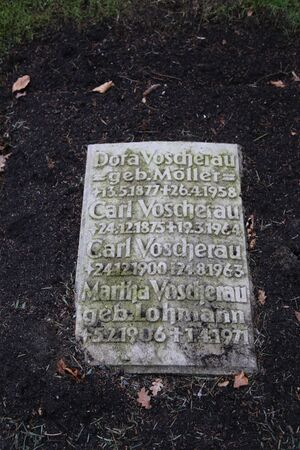 Dora Voscherau
=geb.Möller=
+13.5.1877+26.4.1958
Carl Voscherau
+24.12.1875+19.3.1964
Carl Voscherau
+24.12.1900+24.8.1963
Martha Voscherau
geb.Lohmann
+5.2.1906+1.4.1971